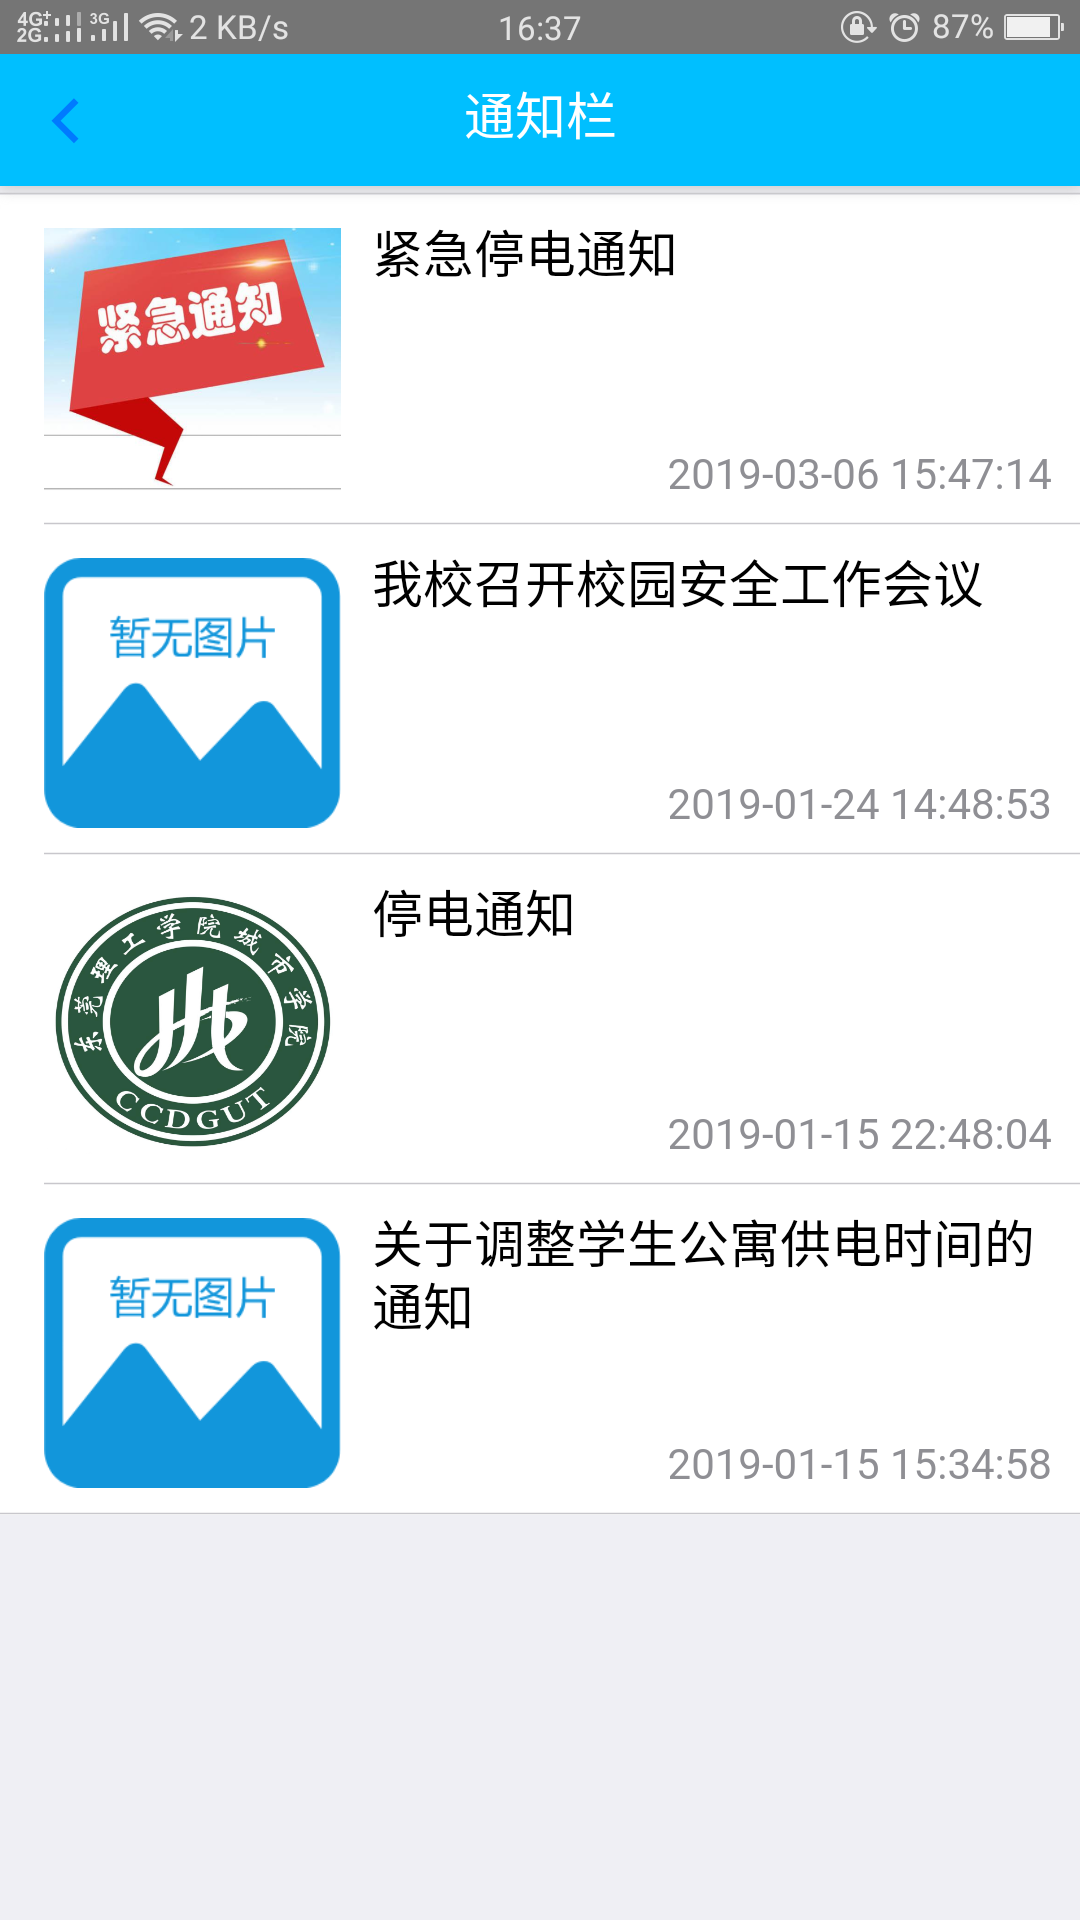 4G+ 2G 3G 2 KB/s 16:37 87%
通知栏
紧急通知
紧急停电通知
2019-03-06 15:47:14
暂无图片
我校召开校园安全工作会议
2019-01-24 14:48:53
东莞理工学院城市学院
CCDGUT
停电通知
2019-01-15 22:48:04
暂无图片
关于调整学生公寓供电时间的
通知
2019-01-15 15:34:58